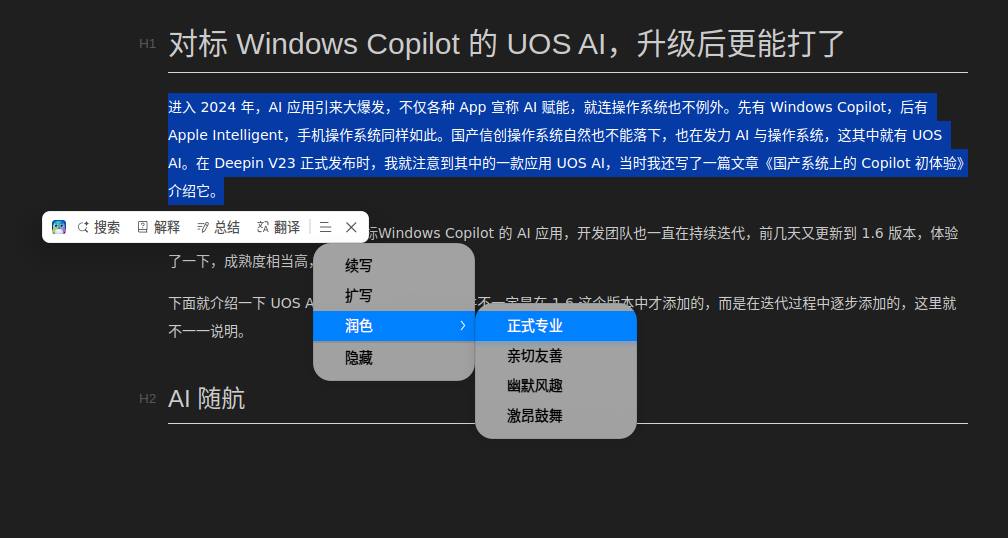 H1
对标 Windows Copilot 的 UOS AI，升级后更能打了
进入 2024 年，AI 应用引来大爆发，不仅各种 App 宣称 AI 赋能，就连操作系统也不例外。先有 Windows Copilot，后有
Apple Intelligent，手机操作系统同样如此。国产信创操作系统自然也不能落下，也在发力 AI 与操作系统，这其中就有 UOS
AI。在 Deepin V23 正式发布时，我就注意到其中的一款应用 UOS AI，当时我还写了一篇文章《国产系统上的 Copilot 初体验》
介绍它。
搜索 解释 总结 翻译
标Windows Copilot 的 AI 应用，开发团队也一直在持续迭代，前几天又更新到 1.6 版本，体验
了一下，成熟度相当高，
续写
扩写
润色
隐藏
下面就介绍一下 UOS A
不一定是在 1.6 这个版本中才添加的，而是在迭代过程中逐步添加的，这里就
不一一说明。
正式专业
亲切友善
幽默风趣
激昂鼓舞
H2
AI 随航